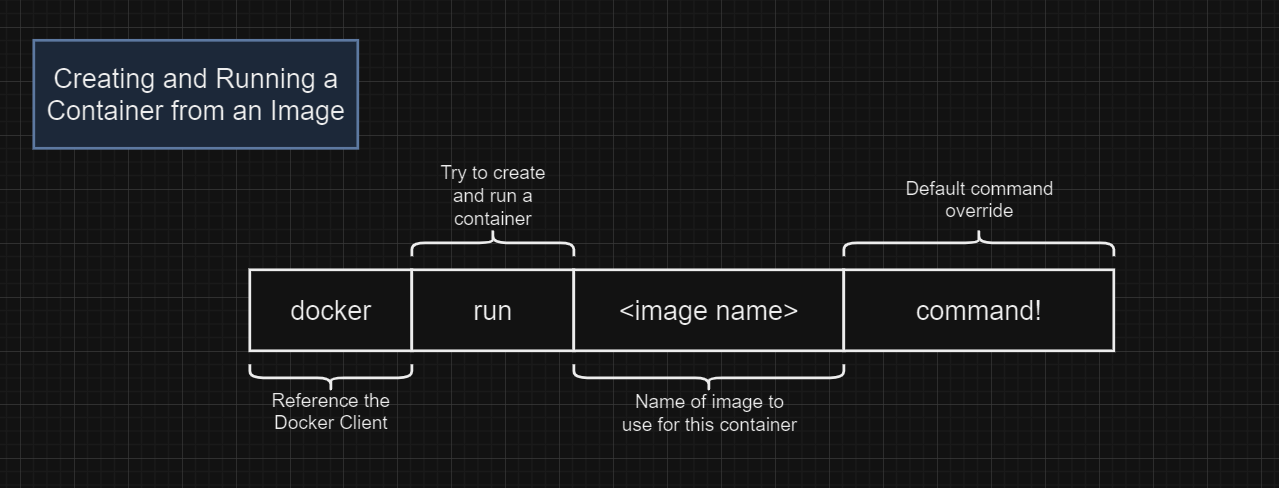 Creating and Running a
Container from an Image
Try to create
and run a
container
Default command
override
docker
run
<image name>
command!
Reference the
Docker Client
Name of image to
use for this container